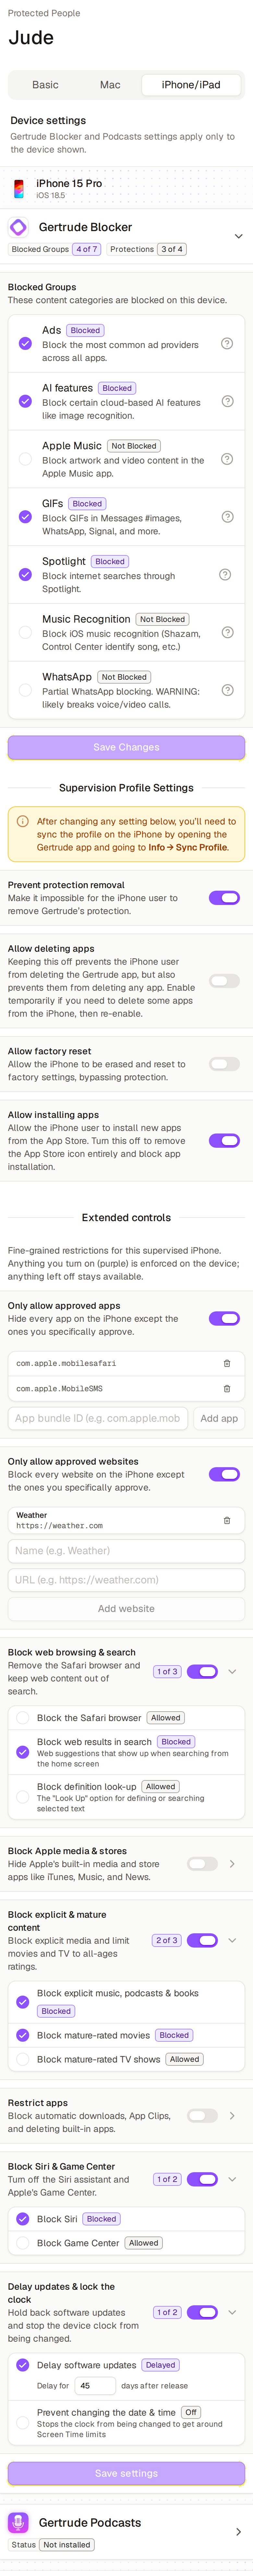 Protected People
Jude
Basic
Mac
iPhone/iPad
Device settings
Gertrude Blocker and Podcasts settings apply only to
the device shown.
iPhone 15 Pro
iOS 18.5
Gertrude Blocker
Blocked Groups 4 of 7 Protections 3 of 4
Blocked Groups
These content categories are blocked on this device.
Ads Blocked
Block the most common ad providers
across all apps.
AI features Blocked
Block certain cloud-based AI features
like image recognition.
Apple Music Not Blocked
Block artwork and video content in the
Apple Music app.
GIFs Blocked
Block GIFs in Messages #images,
WhatsApp, Signal, and more.
Spotlight Blocked
Block internet searches through
Spotlight.
Music Recognition Not Blocked
Block iOS music recognition (Shazam,
Control Center identify song, etc.)
WhatsApp Not Blocked
Partial WhatsApp blocking. WARNING:
likely breaks voice/video calls.
Save Changes
Supervision Profile Settings
After changing any setting below, you'll need to
sync the profile on the iPhone by opening the
Gertrude app and going to Info → Sync Profile.
Prevent protection removal
Make it impossible for the iPhone user to
remove Gertrude's protection.
Allow deleting apps
Keeping this off prevents the iPhone user
from deleting the Gertrude app, but also
prevents them from deleting any app. Enable
temporarily if you need to delete some apps
from the iPhone, then re-enable.
Allow factory reset
Allow the iPhone to be erased and reset to
factory settings, bypassing protection.
Allow installing apps
Allow the iPhone user to install new apps
from the App Store. Turn this off to remove
the App Store icon entirely and block app
installation.
Extended controls
Fine-grained restrictions for this supervised iPhone.
Anything you turn on (purple) is enforced on the device;
anything left off stays available.
Only allow approved apps
Hide every app on the iPhone except the
ones you specifically approve.
com.apple.mobilesafari
com.apple.MobileSMS
App bundle ID (e.g. com.apple.mob
Add app
Only allow approved websites
Block every website on the iPhone except
the ones you specifically approve.
Weather
https://weather.com
Name (e.g. Weather)
URL (e.g. https://weather.com)
Add website
Block web browsing & search
Remove the Safari browser and
keep web content out of
search.
1 of 3
Block the Safari browser Allowed
Block web results in search Blocked
Web suggestions that show up when searching from
the home screen
Block definition look-up Allowed
The "Look Up" option for defining or searching
selected text
Block Apple media & stores
Hide Apple's built-in media and store
apps like iTunes, Music, and News.
Block explicit & mature
content
Block explicit media and limit
movies and TV to all-ages
ratings.
2 of 3
Block explicit music, podcasts & books
Blocked
Block mature-rated movies Blocked
Block mature-rated TV shows Allowed
Restrict apps
Block automatic downloads, App Clips,
and deleting built-in apps.
Block Siri & Game Center
Turn off the Siri assistant and
Apple's Game Center.
1 of 2
Block Siri Blocked
Block Game Center Allowed
Delay updates & lock the
clock
Hold back software updates
and stop the device clock from
being changed.
1 of 2
Delay software updates Delayed
Delay for 45 days after release
Prevent changing the date & time Off
Stops the clock from being changed to get around
Screen Time limits
Save settings
Gertrude Podcasts
Status Not installed